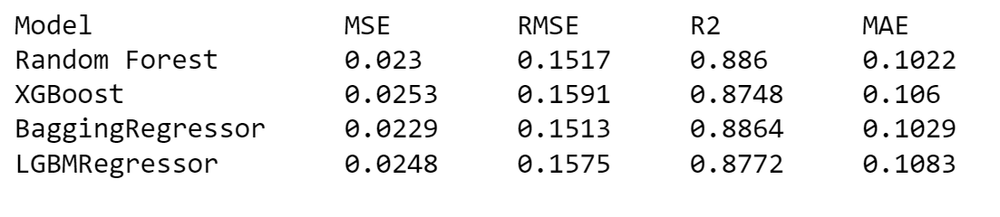 Model MSE RMSE R2 MAE
Random Forest 0.023 0.1517 0.886 0.1022
XGBoost 0.0253 0.1591 0.8748 0.106
BaggingRegressor 0.0229 0.1513 0.8864 0.1029
LGBMRegressor 0.0248 0.1575 0.8772 0.1083